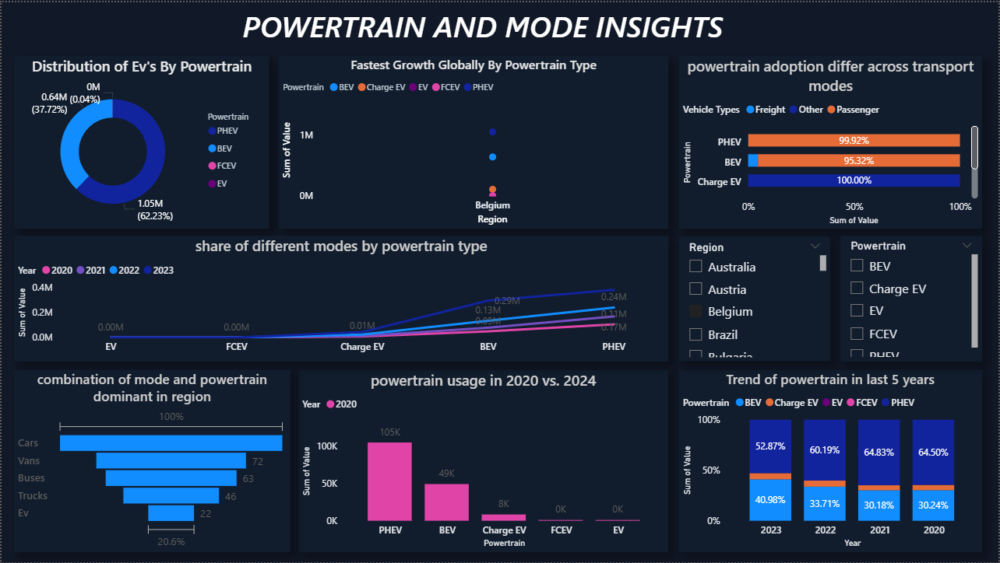 POWERTRAIN AND MODE INSIGHTS
Distribution of Ev's By Powertrain
0M
(0.04%)
0.64M
(37.72%)
1.05M
(62.23%)
Powertrain
PHEV
BEV
FCEV
EV
Fastest Growth Globally By Powertrain Type
Powertrain BEV Charge EV EV FCEV PHEV
Sum of Value
1M
0M
Belgium
Region
powertrain adoption differ across transport
modes
Vehicle Types Freight Other Passenger
Powertrain
PHEV 99.92%
BEV 95.32%
Charge EV 100.00%
0% 50% 100%
Sum of Value
share of different modes by powertrain type
Year 2020 2021 2022 2023
Sum of Value
0.4M
0.2M
0.0M
0.00M 0.00M 0.01M
0.29M
0.13M
0.05M
0.24M
0.11M
0.17M
EV FCEV Charge EV BEV PHEV
Region
Australia
Austria
Belgium
Brazil
Bulgaria
Powertrain
BEV
Charge EV
EV
FCEV
PHEV
combination of mode and powertrain
dominant in region
100%
Cars
Vans 72
Buses 63
Trucks 46
Ev 22
20.6%
powertrain usage in 2020 vs. 2024
Year 2020
Sum of Value
100K
50K
0K
105K
49K
8K
0K
0K
PHEV BEV Charge EV FCEV EV
Powertrain
Trend of powertrain in last 5 years
Powertrain BEV Charge EV EV FCEV PHEV
Sum of Value
100%
50%
0%
52.87% 60.19% 64.83% 64.50%
40.98% 33.71% 30.18% 30.24%
2023 2022 2021 2020
Year